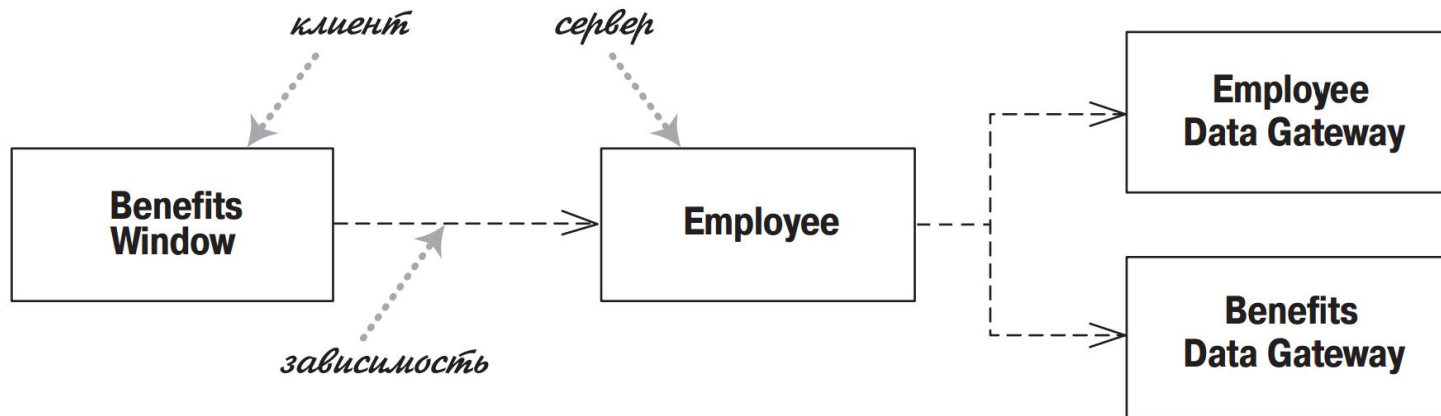 клиент
сервер
Benefits
Window
Employee
Employee
Data Gateway
Benefits
Data Gateway
зависимость